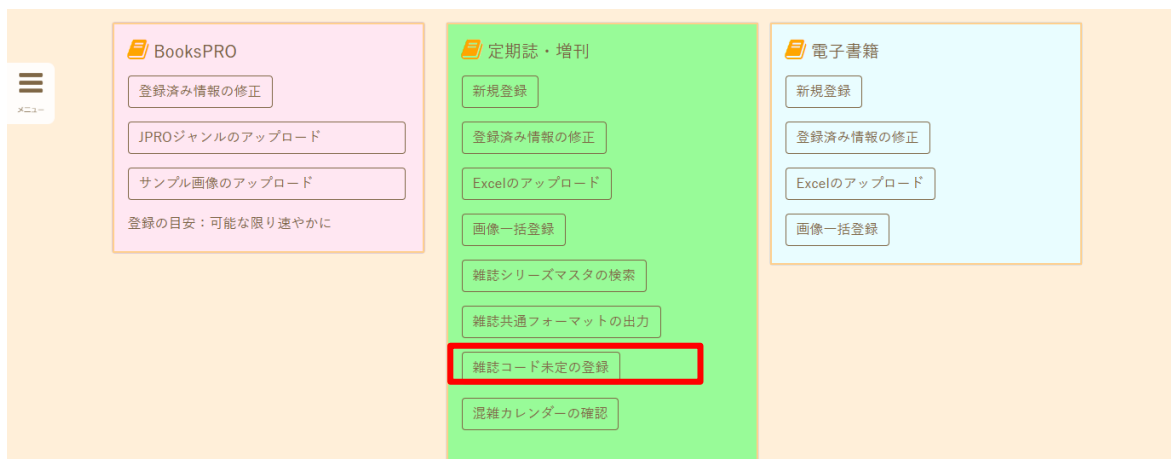 メニュー
BooksPRO
登録済み情報の修正
JPROジャンルのアップロード
サンプル画像のアップロード
登録の目安：可能な限り速やかに
定期誌・増刊
新規登録
登録済み情報の修正
Excelのアップロード
画像一括登録
雑誌シリーズマスタの検索
雑誌共通フォーマットの出力
雑誌コード未定の登録
混雑カレンダーの確認
電子書籍
新規登録
登録済み情報の修正
Excelのアップロード
画像一括登録